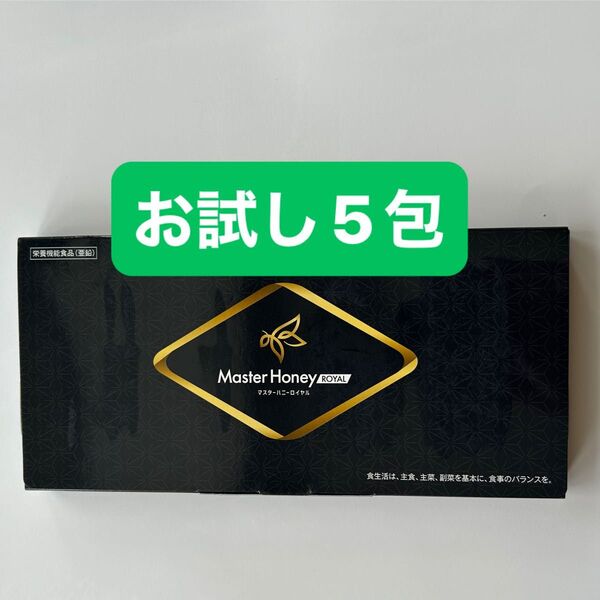 お試し５包
栄養機能食品(亜鉛)
Master Honey ROYAL
マスターハニーロイヤル
食生活は、主食、主菜、副菜を基本に、食事のバランスを。